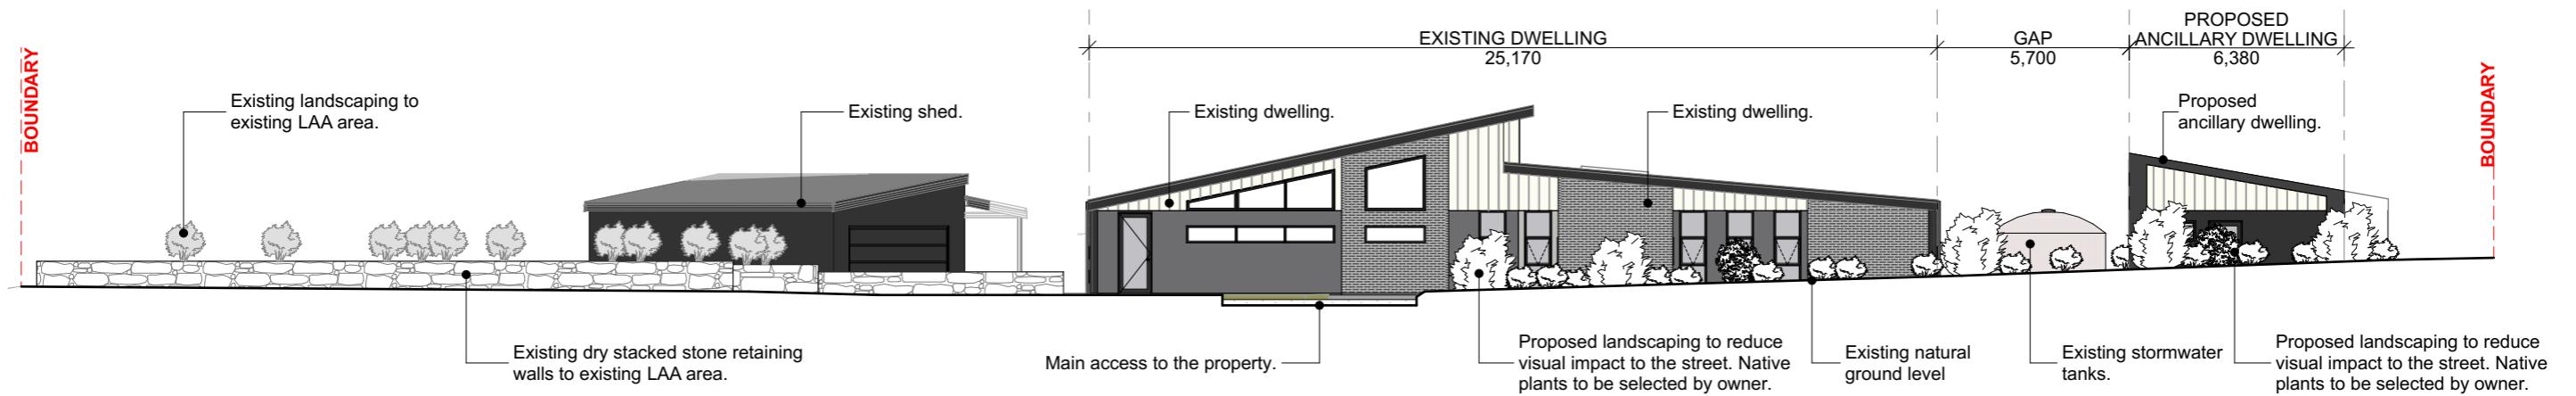 PROPOSED
EXISTING DWELLING
GAP
ANCILLARY DWELLING
25,170
5,700
6,380
BOUNDARY
BOUNDARY
Existing landscaping to
existing LAA area.
Existing shed.
Existing dwelling.
Existing dwelling.
Proposed
ancillary dwelling.
Existing dry stacked stone retaining
walls to existing LAA area.
Main access to the property.
Proposed landscaping to reduce
visual impact to the street. Native
plants to be selected by owner.
Existing natural
ground level
Existing stormwater
tanks.
Proposed landscaping to reduce
visual impact to the street. Native
plants to be selected by owner.